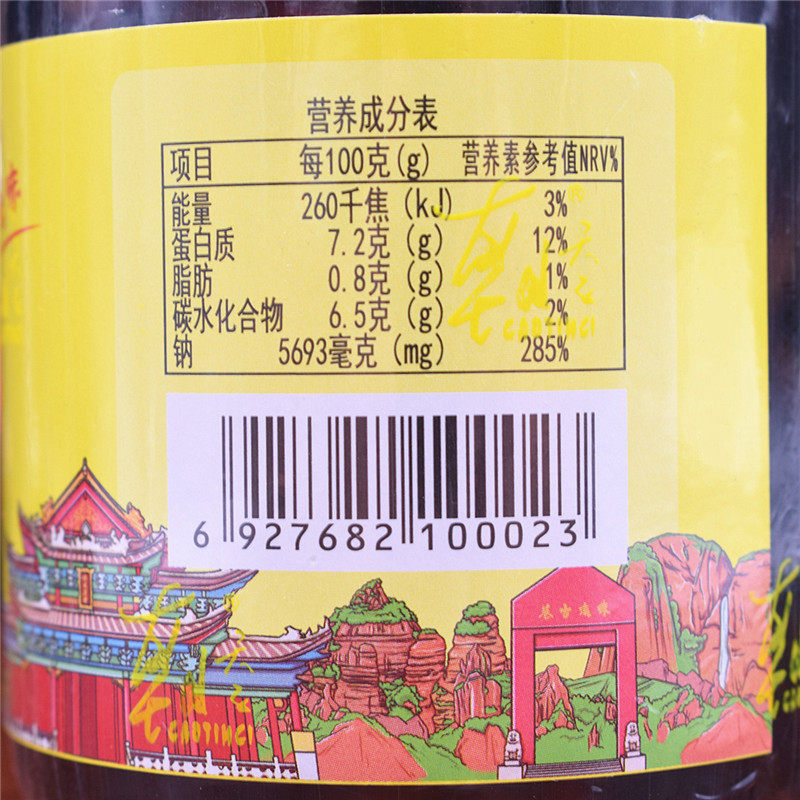 营养成分表
项目 每100克(g) 营养素参考值NRV%
能量 260千焦 (kJ) 3%
蛋白质 7.2克 (g) 12%
脂肪 0.8克 (g) 1%
碳水化合物 6.5克 (g) 2%
钠 5693毫克 (mg) 285%
CAOTINCI
6 927682 100023
CAOTINCI